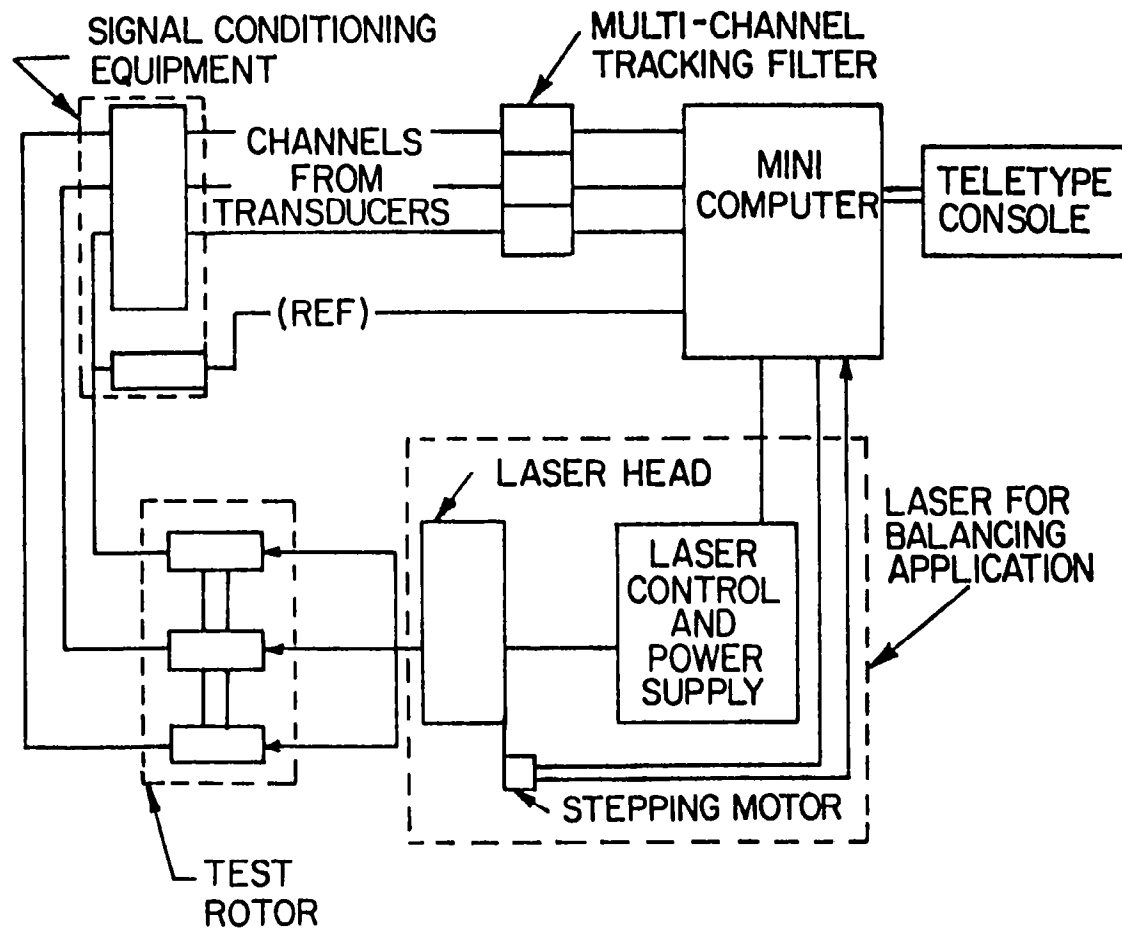 SIGNAL CONDITIONING
EQUIPMENT
MULTI-CHANNEL
TRACKING FILTER
CHANNELS
FROM
TRANSDUCERS
MINI
COMPUTER
TELETYPE
CONSOLE
(REF)
LASER HEAD
LASER
CONTROL
AND
POWER
SUPPLY
LASER FOR
BALANCING
APPLICATION
STEPPING MOTOR
TEST
ROTOR